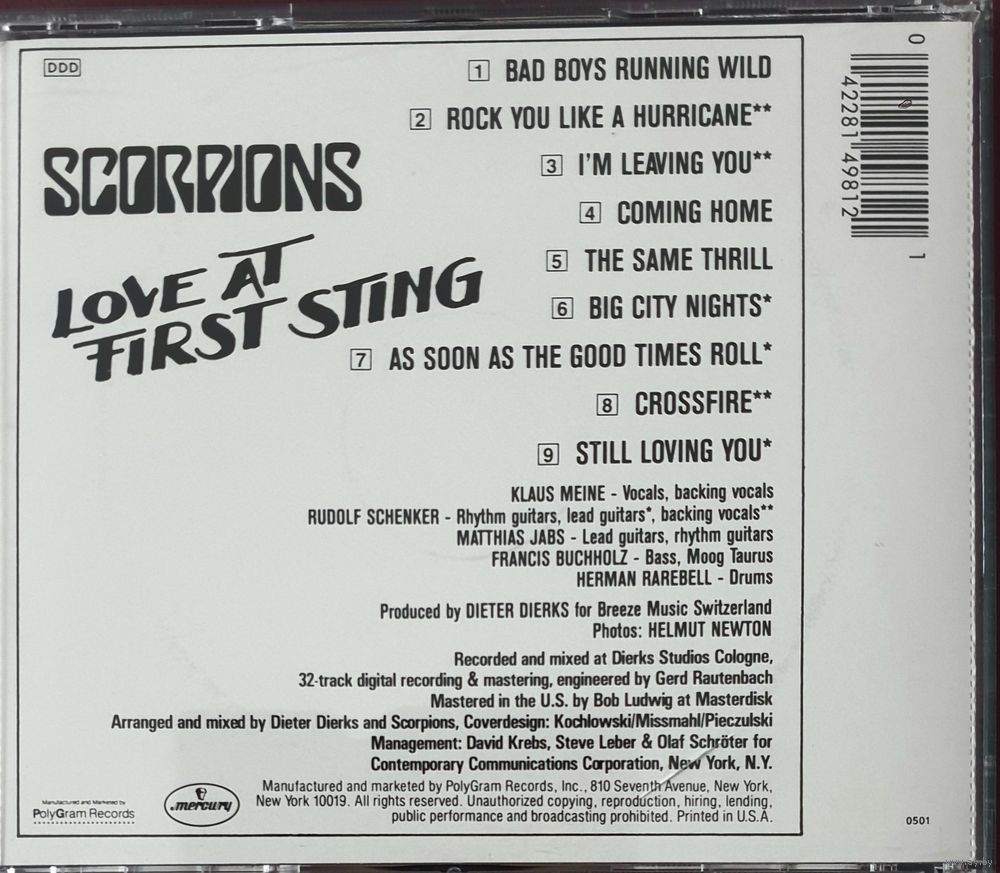 DDD
SCORPIONS
LOVE AT
FIRST STING
1 BAD BOYS RUNNING WILD
2 ROCK YOU LIKE A HURRICANE**
3 I'M LEAVING YOU**
4 COMING HOME
5 THE SAME THRILL
6 BIG CITY NIGHTS*
7 AS SOON AS THE GOOD TIMES ROLL*
8 CROSSFIRE**
9 STILL LOVING YOU*
KLAUS MEINE - Vocals, backing vocals
RUDOLF SCHENKER - Rhythm guitars, lead guitars*, backing vocals**
MATTHIAS JABS - Lead guitars, rhythm guitars
FRANCIS BUCHHOLZ - Bass, Moog Taurus
HERMAN RAREBELL - Drums
Produced by DIETER DIERKS for Breeze Music Switzerland
Photos: HELMUT NEWTON
Recorded and mixed at Dierks Studios Cologne,
32-track digital recording & mastering, engineered by Gerd Rautenbach
Mastered in the U.S. by Bob Ludwig at Masterdisk
Arranged and mixed by Dieter Dierks and Scorpions, Coverdesign: Kochlowski/Missmahl/Pieczulski
Management: David Krebs, Steve Leber & Olaf Schröter for
Contemporary Communications Corporation, New York, N.Y.
Manufactured and marketed by PolyGram Records, Inc., 810 Seventh Avenue, New York,
New York 10019. All rights reserved. Unauthorized copying, reproduction, hiring, lending,
public performance and broadcasting prohibited. Printed in U.S.A.
Manufactured and Marketed by
PolyGram Records
mercury
0 42281 49812 1
0501